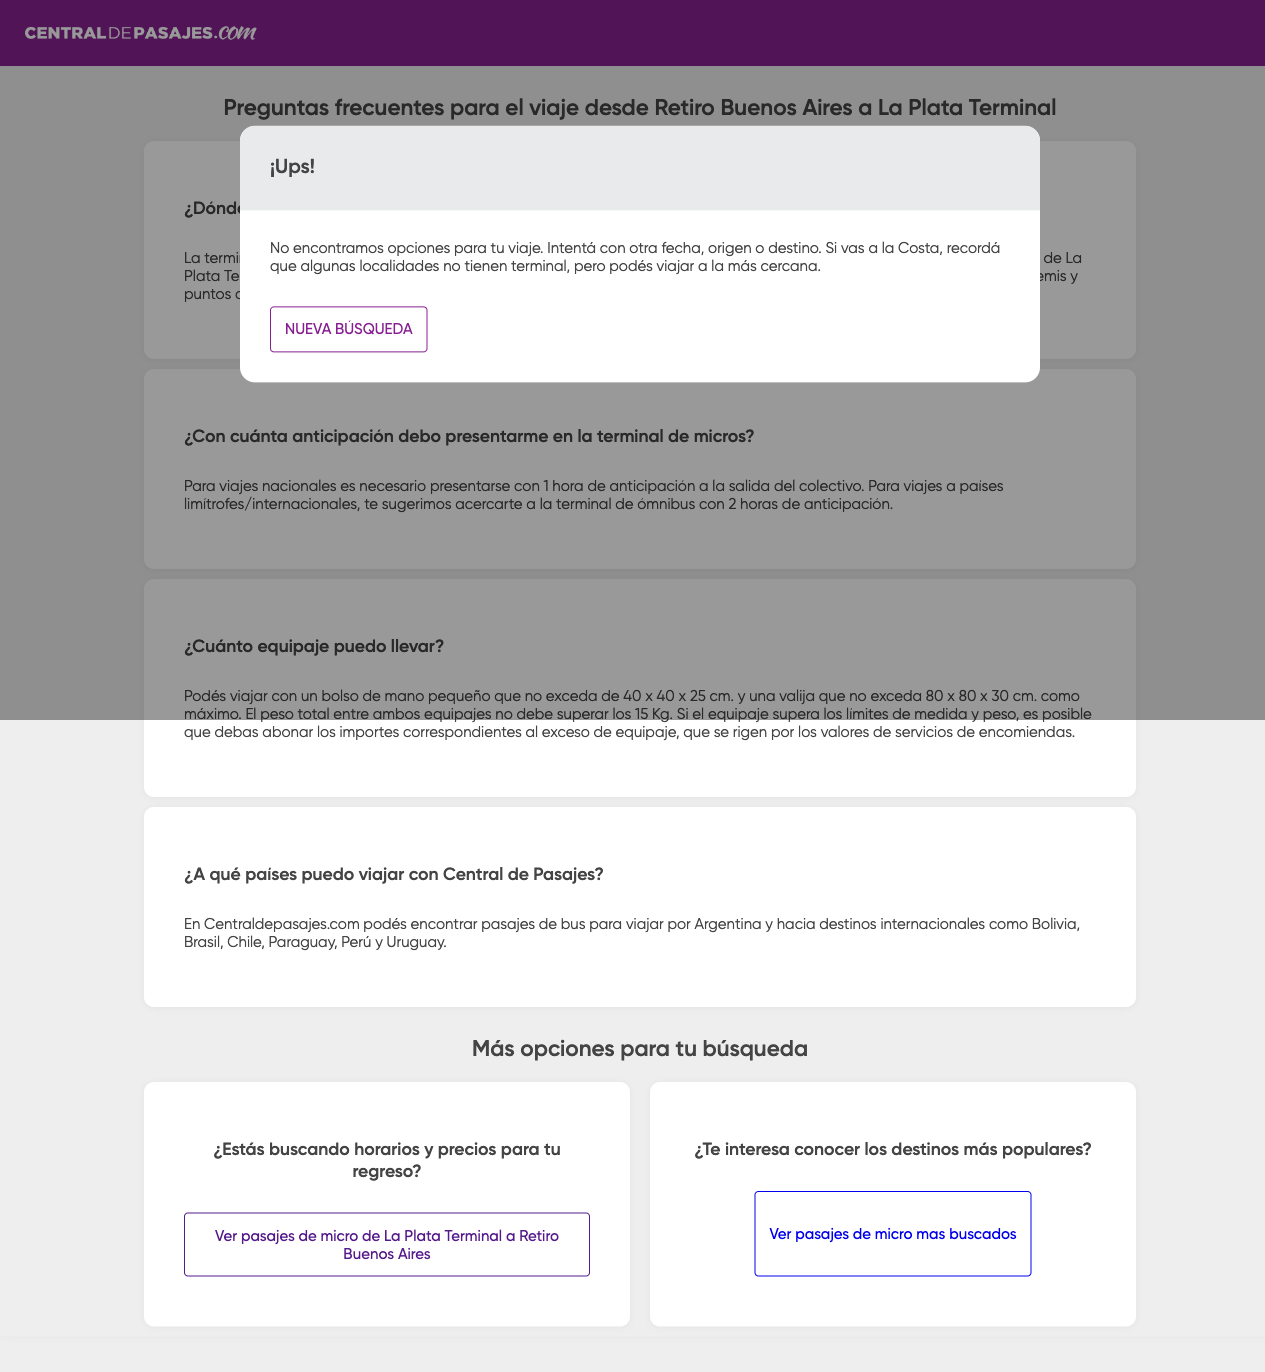 CENTRALDEPASAJES.com
Preguntas frecuentes para el viaje desde Retiro Buenos Aires a La Plata Terminal
¡Ups!
No encontramos opciones para tu viaje. Intentá con otra fecha, origen o destino. Si vas a la Costa, recordá
que algunas localidades no tienen terminal, pero podés viajar a la más cercana.
NUEVA BÚSQUEDA
La
de La
Plata
y
puntos
¿Con cuánta anticipación debo presentarme en la terminal de micros?
Para viajes nacionales es necesario presentarse con 1 hora de anticipación a la salida del colectivo. Para viajes a países
limítrofes/internacionales, te sugerimos acercarte a la terminal de ómnibus con 2 horas de anticipación.
¿Cuánto equipaje puedo llevar?
Podés viajar con un bolso de mano pequeño que no exceda de 40 x 40 x 25 cm. y una valija que no exceda 80 x 80 x 30 cm. como
máximo. El peso total entre ambos equipajes no debe superar los 15 Kg. Si el equipaje supera los límites de medida y peso, es posible
que debas abonar los importes correspondientes al exceso de equipaje, que se rigen por los valores de servicios de encomiendas.
¿A qué países puedo viajar con Central de Pasajes?
En Centraldepasajes.com podés encontrar pasajes de bus para viajar por Argentina y hacia destinos internacionales como Bolivia,
Brasil, Chile, Paraguay, Perú y Uruguay.
Más opciones para tu búsqueda
¿Estás buscando horarios y precios para tu
regreso?
Ver pasajes de micro de La Plata Terminal a Retiro
Buenos Aires
¿Te interesa conocer los destinos más populares?
Ver pasajes de micro mas buscados